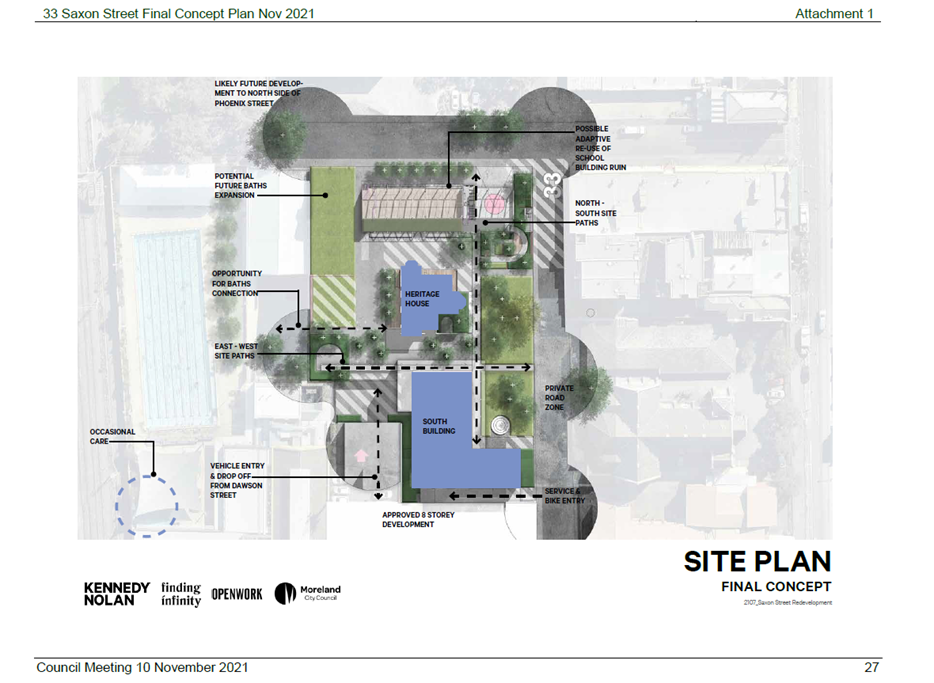 33 Saxon Street Final Concept Plan Nov 2021
Attachment 1
LIKELY FUTURE DEVELOP-
MENT TO NORTH SIDE OF
PHOENIX STREET
POSSIBLE
ADAPTIVE
RE-USE OF
SCHOOL
BUILDING RUIN
POTENTIAL
FUTURE BATHS
EXPANSION
33
NORTH -
SOUTH SITE
PATHS
OPPORTUNITY
FOR BATHS
CONNECTION
HERITAGE
HOUSE
EAST - WEST
SITE PATHS
PRIVATE
ROAD
ZONE
SOUTH
BUILDING
OCCASIONAL
CARE
VEHICLE ENTRY
& DROP OFF
FROM DAWSON
STREET
SERVICE &
BIKE ENTRY
APPROVED 8 STOREY
DEVELOPMENT
SITE PLAN
FINAL CONCEPT
2107_Saxon Street Redevelopment
KENNEDY
NOLAN
finding
infinity
OPENWORK
Moreland
City Council
Council Meeting 10 November 2021
27